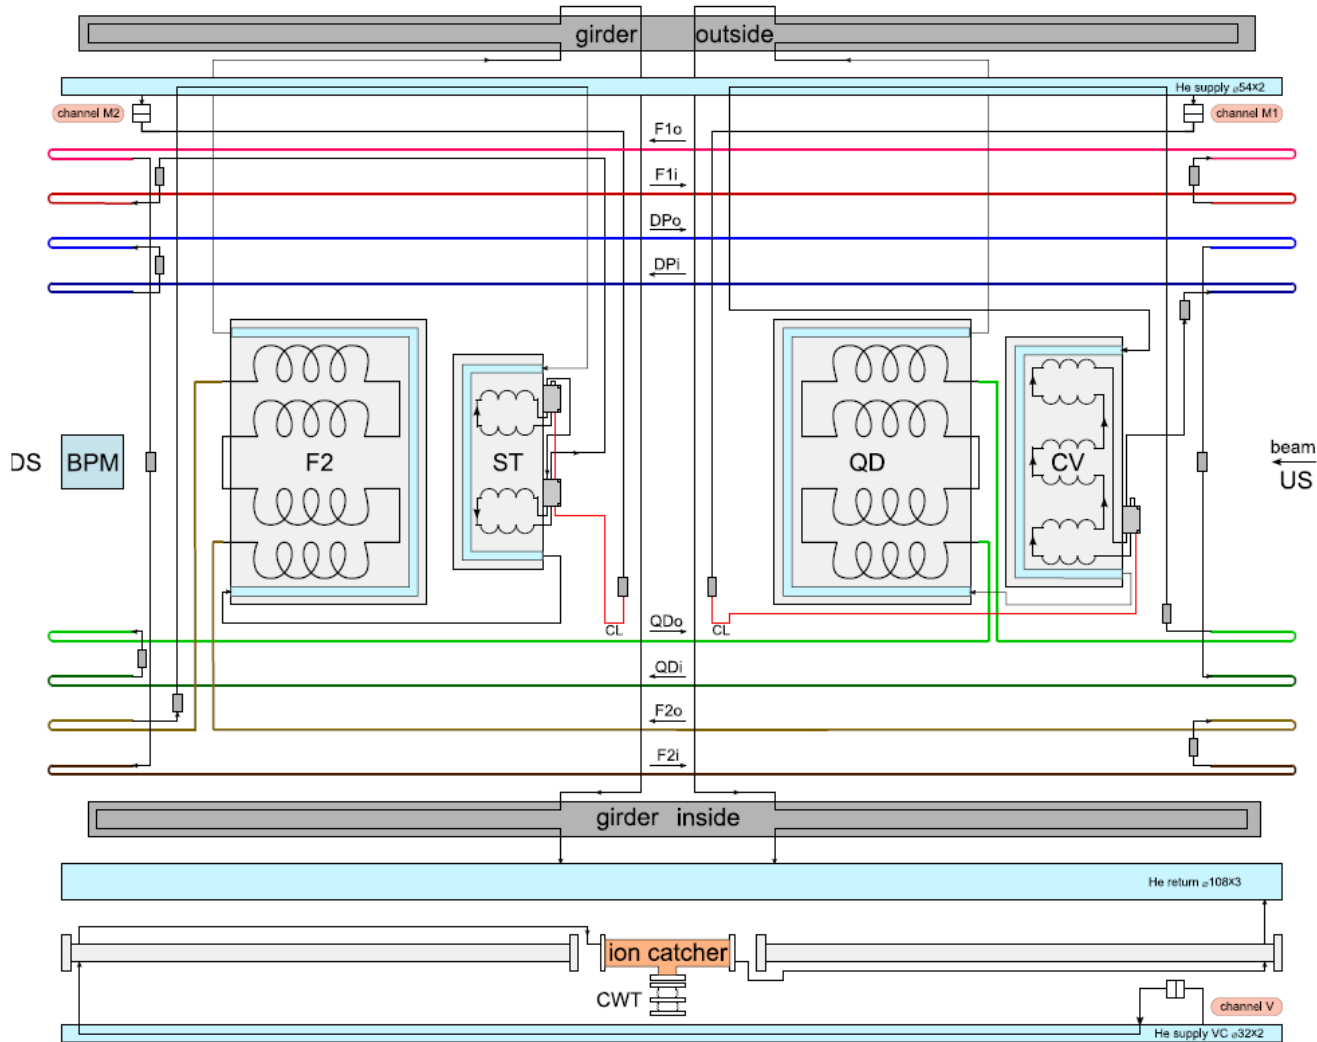 girder outside
He supply ⌀54x2
channel M2
channel M1
F1o
F1i
DPo
DPi
DS
BPM
F2
ST
QD
CV
beam
US
CL
QDo
CL
QDi
F2o
F2i
girder inside
He return ⌀108x3
ion catcher
CWT
channel V
He supply VC ⌀32x2